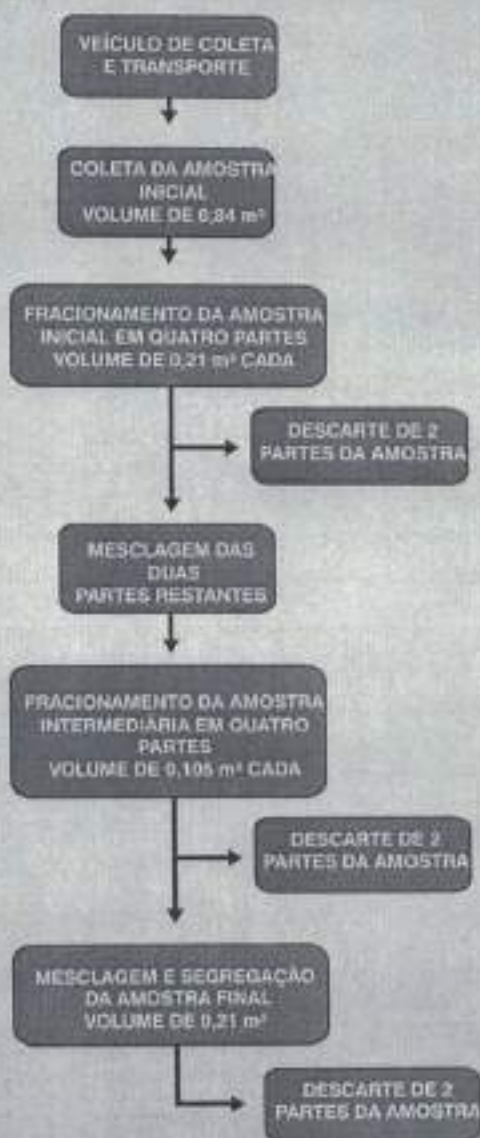 VEÍCULO DE COLETA
E TRANSPORTE
COLETA DA AMOSTRA
INICIAL
VOLUME DE 0,84 m³
FRACIONAMENTO DA AMOSTRA
INICIAL EM QUATRO PARTES
VOLUME DE 0,21 m³ CADA
DESCARTE DE 2
PARTES DA AMOSTRA
MESCLAGEM DAS
DUAS
PARTES RESTANTES
FRACIONAMENTO DA AMOSTRA
INTERMEDIARIA EM QUATRO
PARTES
VOLUME DE 0,105 m³ CADA
DESCARTE DE 2
PARTES DA AMOSTRA
MESCLAGEM E SEGREGAÇÃO
DA AMOSTRA FINAL
VOLUME DE 0,21 m³
DESCARTE DE 2
PARTES DA AMOSTRA